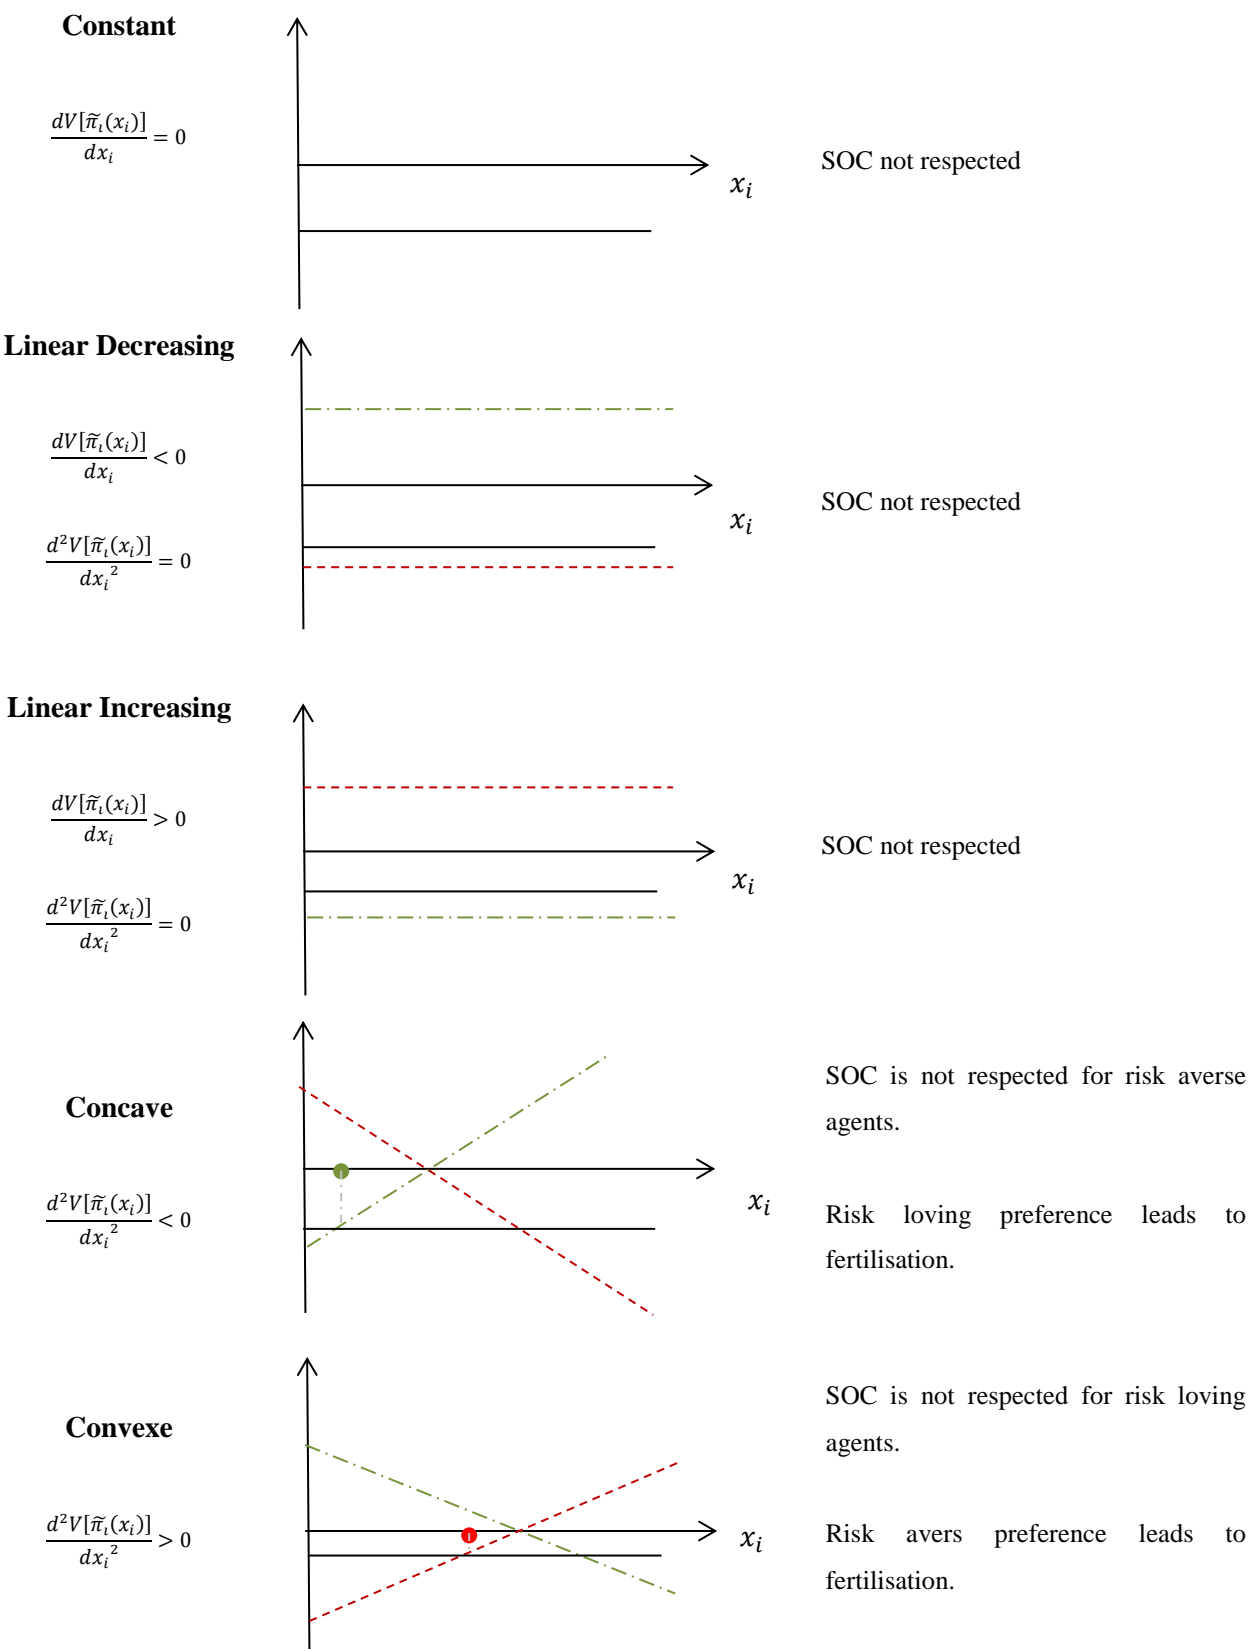 Constant
dV[π̃ᵢ(xᵢ)]/dxᵢ = 0
xᵢ
SOC not respected
Linear Decreasing
dV[π̃ᵢ(xᵢ)]/dxᵢ < 0
d²V[π̃ᵢ(xᵢ)]/dxᵢ² = 0
xᵢ
SOC not respected
Linear Increasing
dV[π̃ᵢ(xᵢ)]/dxᵢ > 0
d²V[π̃ᵢ(xᵢ)]/dxᵢ² = 0
xᵢ
SOC not respected
Concave
d²V[π̃ᵢ(xᵢ)]/dxᵢ² < 0
xᵢ
SOC is not respected for risk averse
agents.
Risk loving preference leads to
fertilisation.
Convexe
d²V[π̃ᵢ(xᵢ)]/dxᵢ² > 0
xᵢ
SOC is not respected for risk loving
agents.
Risk avers preference leads to
fertilisation.